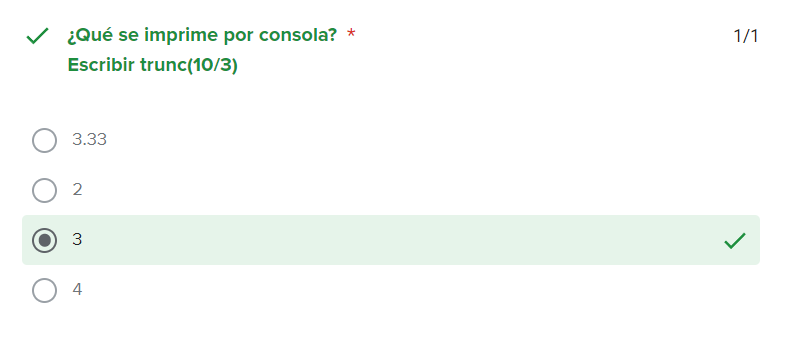 ¿Qué se imprime por consola? *
1/1
Escribir trunc(10/3)
3.33
2
3
4